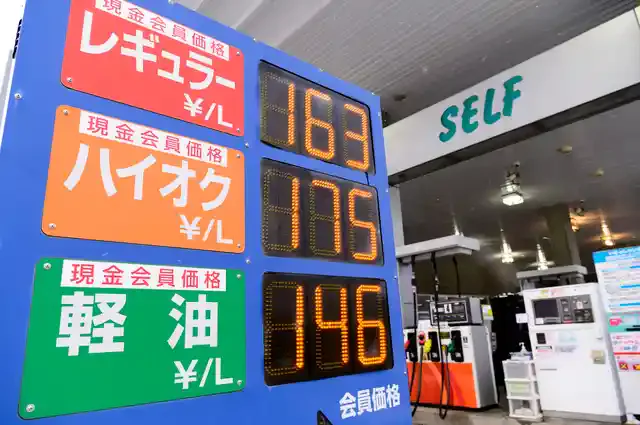 現金会員価格
レギュラー
¥/L
163
現金会員価格
ハイオク
¥/L
175
現金会員価格
軽油
¥/L
146
会員価格
SELF